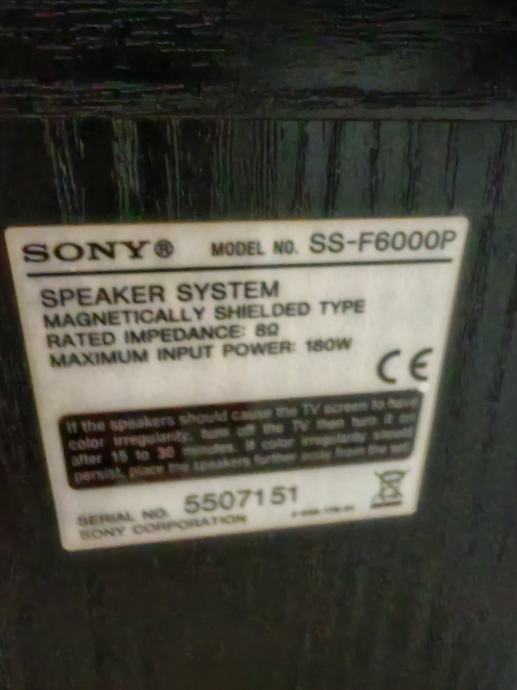 SONY® MODEL NO. SS-F6000P
SPEAKER SYSTEM
MAGNETICALLY SHIELDED TYPE
RATED IMPEDANCE: 8Ω
MAXIMUM INPUT POWER: 180W
CE
If the speakers should cause the TV screen to have
color irregularity, turn off the TV then turn it on
after 15 to 30 minutes. If color irregularity
persist, place the speakers further away from the set.
SERIAL NO. 5507151
SONY CORPORATION